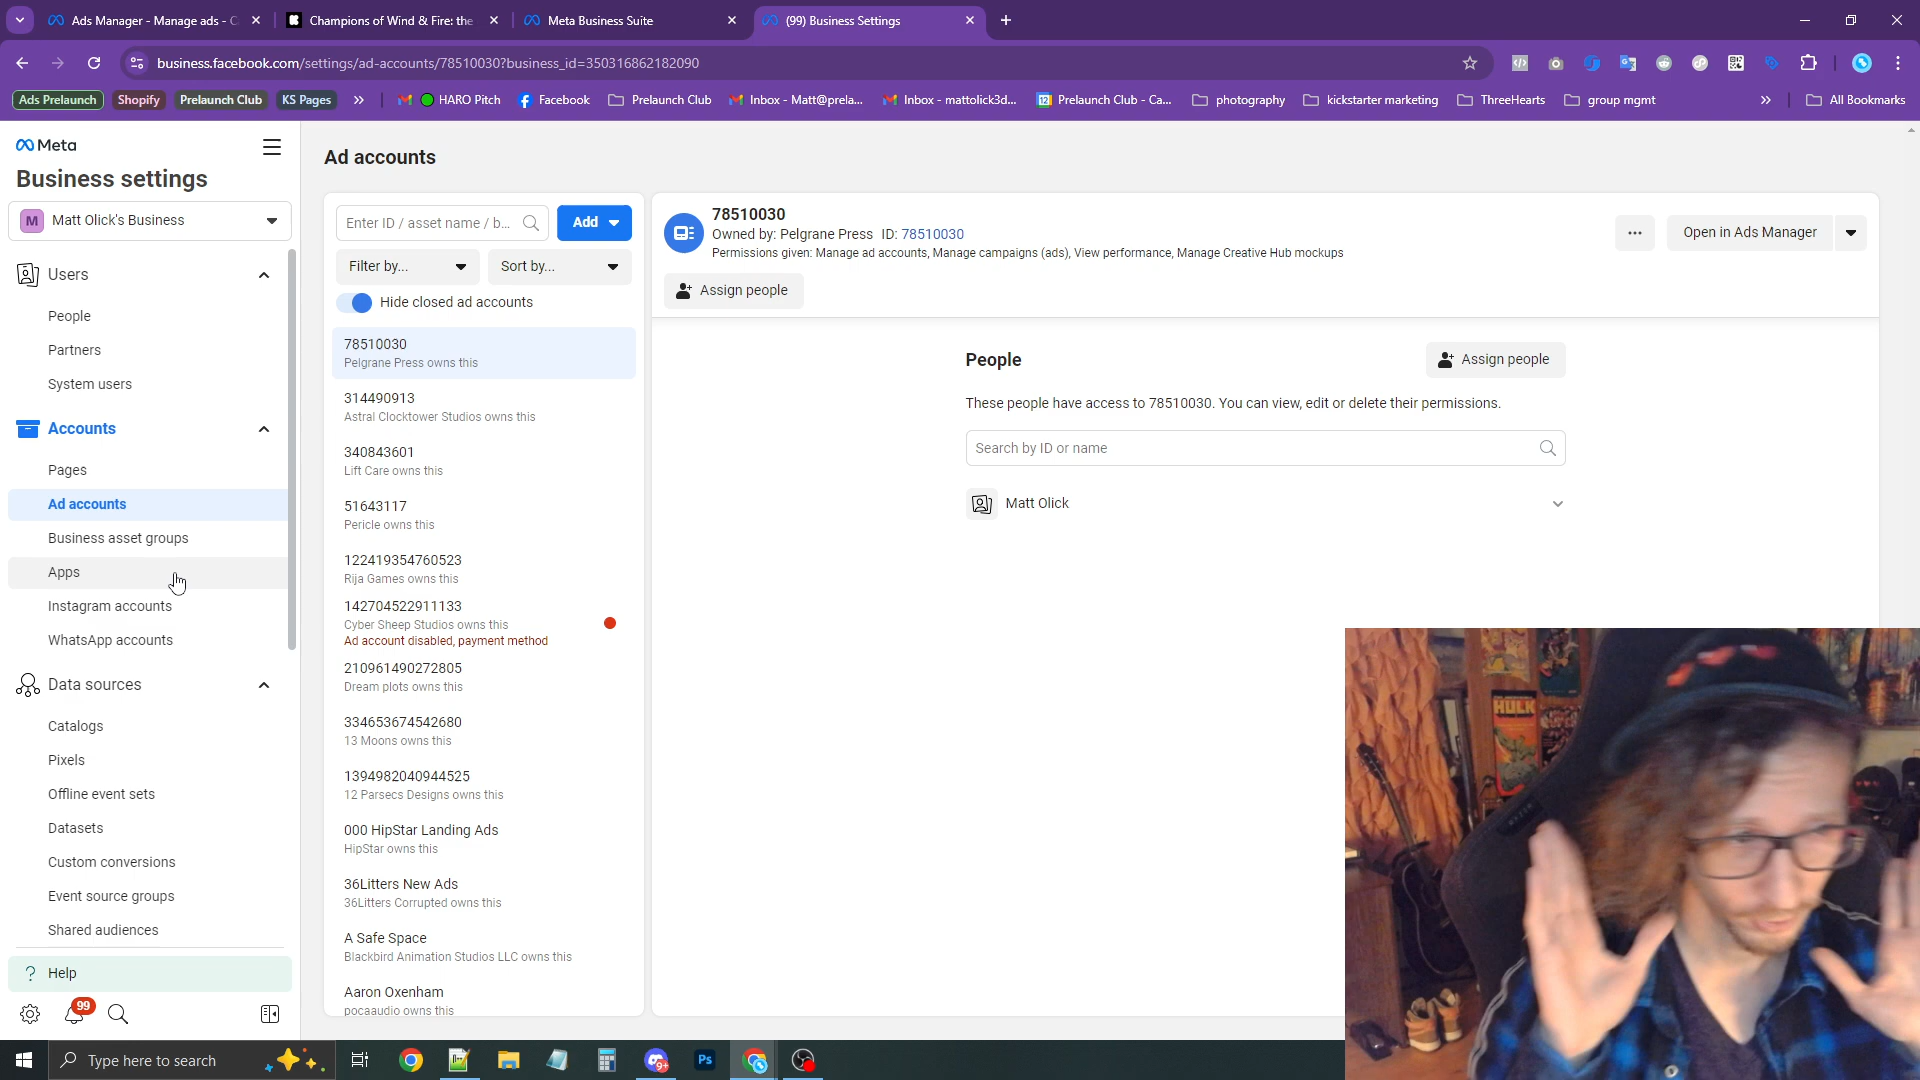 Ads Manager - Manage ads - C
Champions of Wind & Fire: the
Meta Business Suite
(99) Business Settings
business.facebook.com/settings/ad-accounts/78510030?business_id=350316862182090
Ads Prelaunch
Shopify
Prelaunch Club
KS Pages
HARO Pitch
Facebook
Prelaunch Club
Inbox - Matt@prela...
Inbox - mattolick3d...
Prelaunch Club - Ca...
photography
kickstarter marketing
ThreeHearts
group mgmt
All Bookmarks
Meta
Business settings
M Matt Olick's Business
Users
People
Partners
System users
Accounts
Pages
Ad accounts
Business asset groups
Apps
Instagram accounts
WhatsApp accounts
Data sources
Catalogs
Pixels
Offline event sets
Datasets
Custom conversions
Event source groups
Shared audiences
? Help
99
Ad accounts
Enter ID / asset name / b...
Add
Filter by...
Sort by...
Hide closed ad accounts
78510030
Pelgrane Press owns this
314490913
Astral Clocktower Studios owns this
340843601
Lift Care owns this
51643117
Pericle owns this
122419354760523
Rija Games owns this
142704522911133
Cyber Sheep Studios owns this
Ad account disabled, payment method
210961490272805
Dream plots owns this
334653674542680
13 Moons owns this
1394982040944525
12 Parsecs Designs owns this
000 HipStar Landing Ads
HipStar owns this
36Litters New Ads
36Litters Corrupted owns this
A Safe Space
Blackbird Animation Studios LLC owns this
Aaron Oxenham
pocaaudio owns this
78510030
Owned by: Pelgrane Press ID: 78510030
Permissions given: Manage ad accounts, Manage campaigns (ads), View performance, Manage Creative Hub mockups
Open in Ads Manager
Assign people
People
Assign people
These people have access to 78510030. You can view, edit or delete their permissions.
Search by ID or name
Matt Olick
HULK
Type here to search
9+
Ps